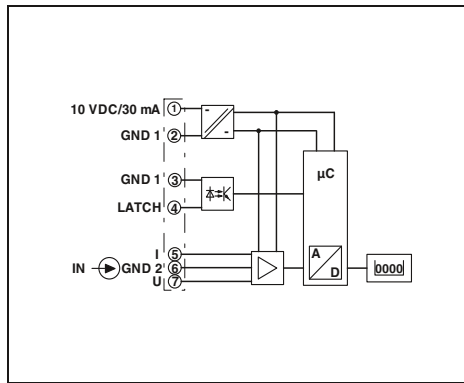 10 VDC/30 mA 1
GND 1 2
GND 1 3
LATCH 4
µC
I 5
IN GND 2 6
U 7
A
D
0000